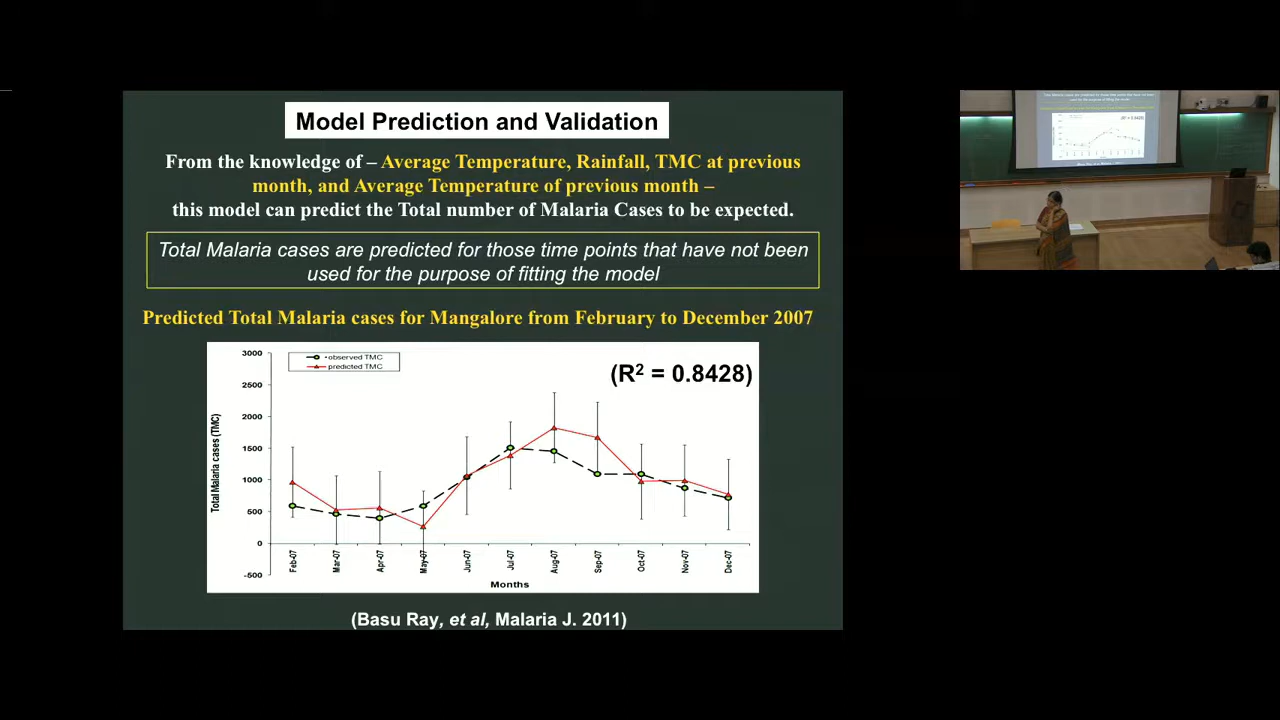 Model Prediction and Validation
From the knowledge of – Average Temperature, Rainfall, TMC at previous
month, and Average Temperature of previous month –
this model can predict the Total number of Malaria Cases to be expected.
Total Malaria cases are predicted for those time points that have not been
used for the purpose of fitting the model
Predicted Total Malaria cases for Mangalore from February to December 2007
observed TMC
predicted TMC
(R² = 0.8428)
Total Malaria cases (TMC)
3000
2500
2000
1500
1000
500
0
-500
Feb-07
Mar-07
Apr-07
May-07
Jun-07
Jul-07
Aug-07
Sep-07
Oct-07
Nov-07
Dec-07
Months
(Basu Ray, et al, Malaria J. 2011)